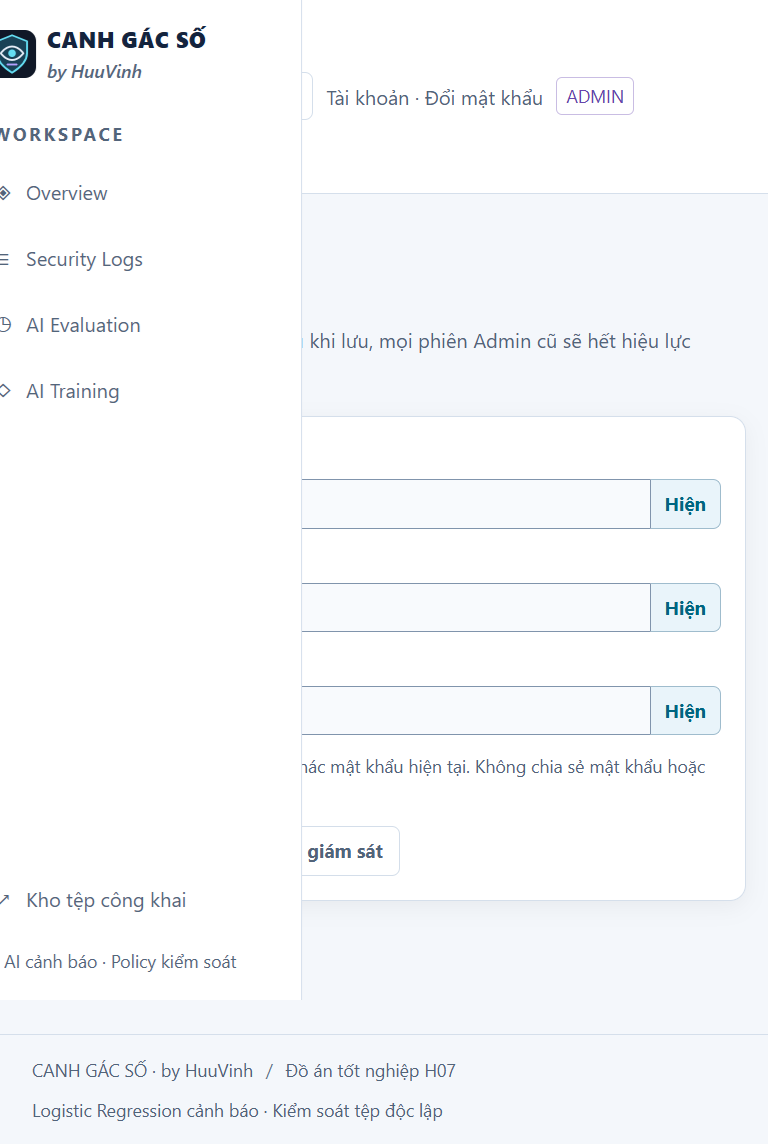 CANH GÁC SỐ
by HuuVinh
Tài khoản · Đổi mật khẩu
ADMIN
WORKSPACE
Overview
Security Logs
AI Evaluation
AI Training
khi lưu, mọi phiên Admin cũ sẽ hết hiệu lực
Hiện
Hiện
Hiện
mật khẩu hiện tại. Không chia sẻ mật khẩu hoặc
giám sát
Kho tệp công khai
AI cảnh báo · Policy kiểm soát
CANH GÁC SỐ · by HuuVinh / Đồ án tốt nghiệp H07
Logistic Regression cảnh báo · Kiểm soát tệp độc lập